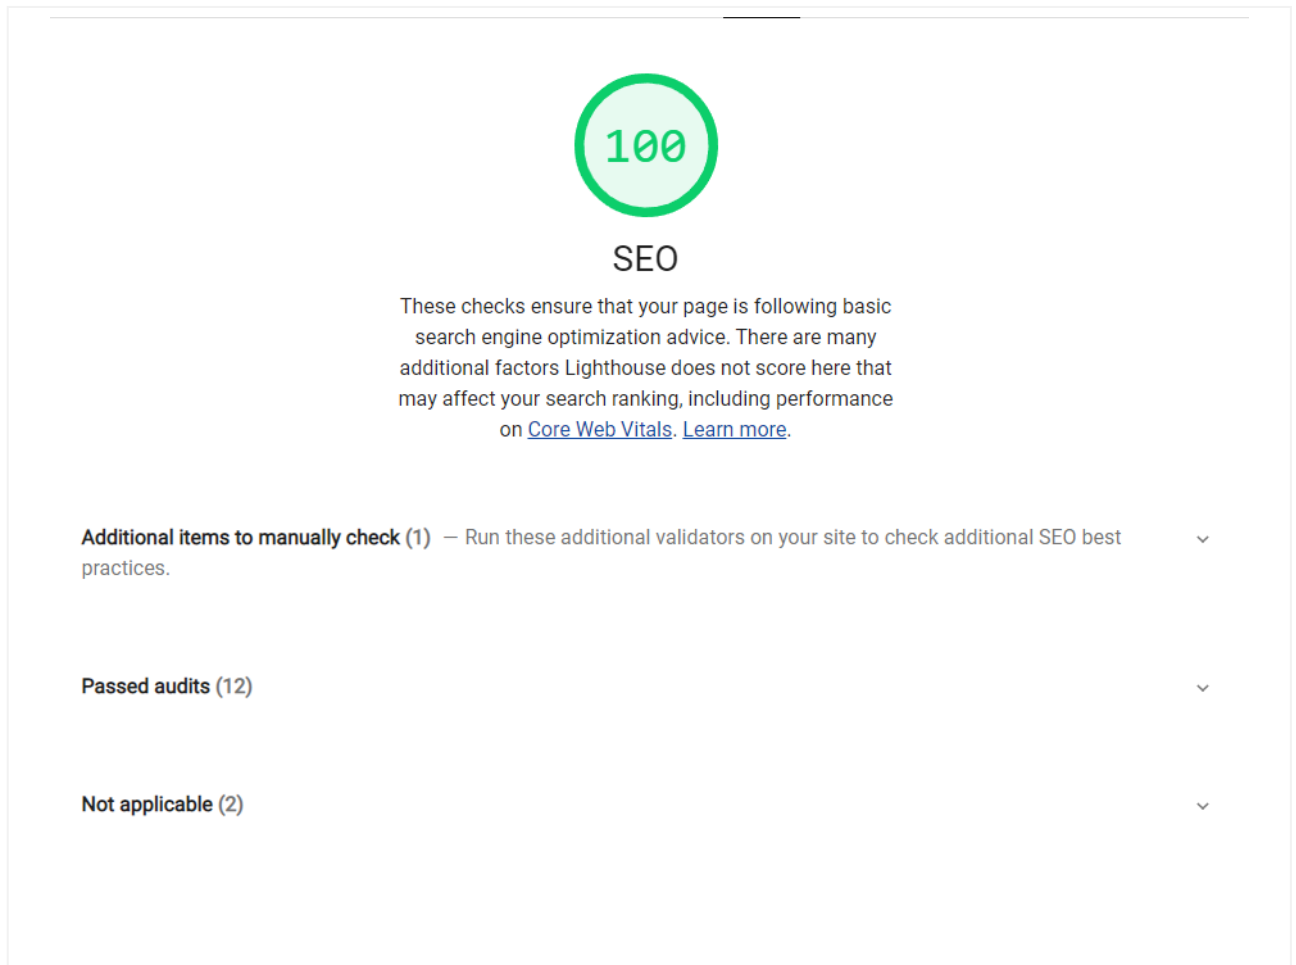 100
SEO
These checks ensure that your page is following basic
search engine optimization advice. There are many
additional factors Lighthouse does not score here that
may affect your search ranking, including performance
on Core Web Vitals. Learn more.
Additional items to manually check (1) — Run these additional validators on your site to check additional SEO best
practices.
Passed audits (12)
Not applicable (2)